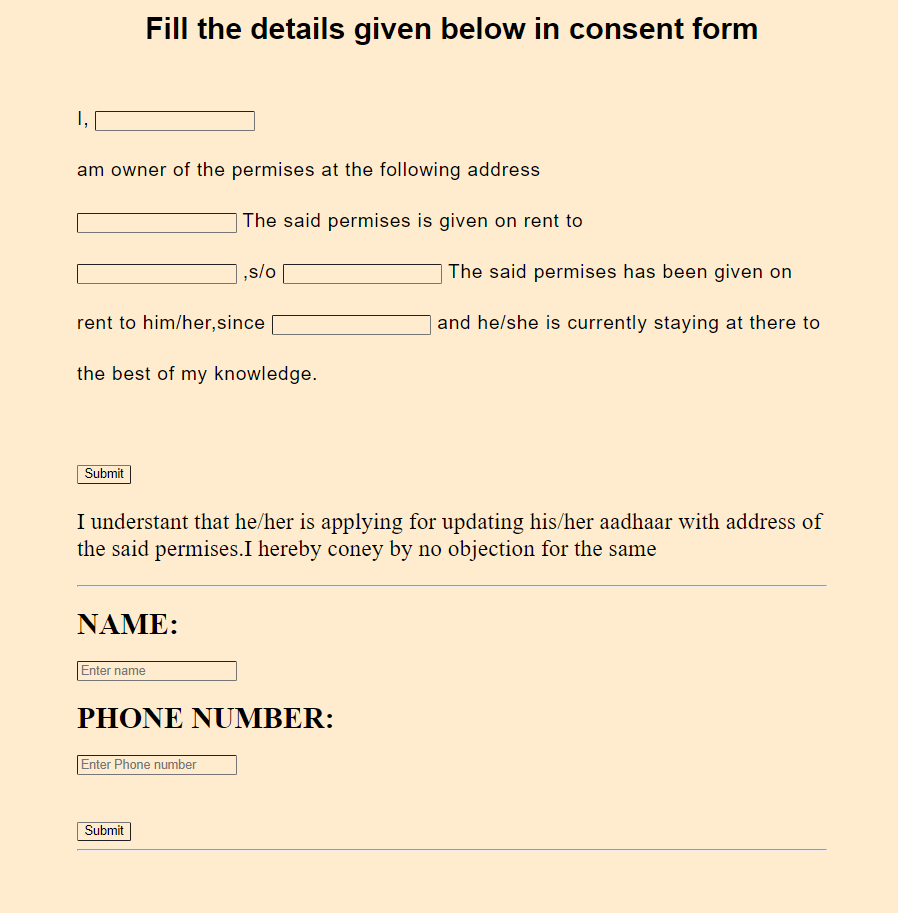 Fill the details given below in consent form
I,
am owner of the permises at the following address
The said permises is given on rent to
,s/o The said permises has been given on
rent to him/her,since and he/she is currently staying at there to
the best of my knowledge.
Submit
I understant that he/her is applying for updating his/her aadhaar with address of
the said permises.I hereby coney by no objection for the same
NAME:
Enter name
PHONE NUMBER:
Enter Phone number
Submit